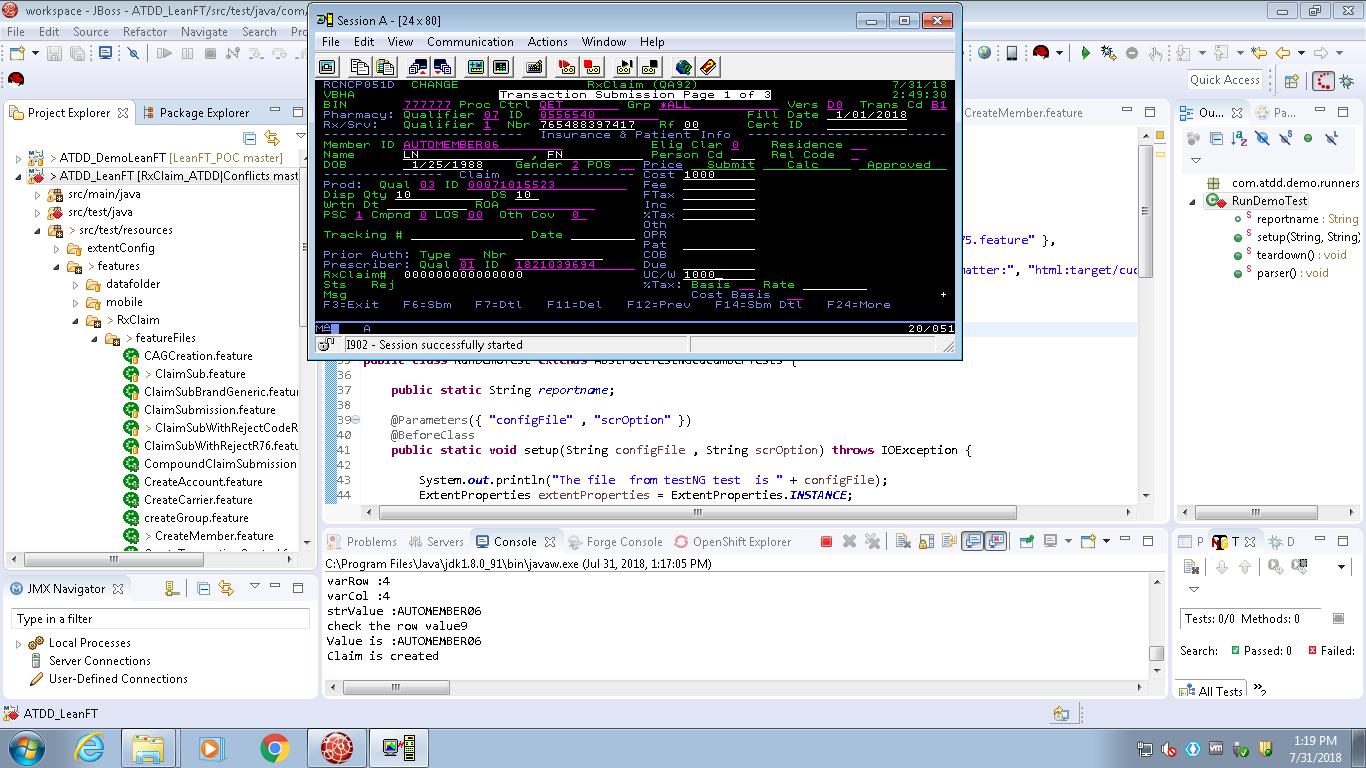 workspace - JBoss - ATDD_LeanFT/src/test/java/com/
File Edit Source Refactor Navigate Search
Quick Access
Project Explorer
Package Explorer
> ATDD_DemoLeanFT [LeanFT_POC master]
> ATDD_LeanFT [RxClaim_ATDD|Conflicts mast
src/main/java
src/test/java
> src/test/resources
extentConfig
> features
datafolder
mobile
> RxClaim
> featureFiles
CAGCreation.feature
> ClaimSub.feature
ClaimSubBrandGeneric.featu
ClaimSubmission.feature
> ClaimSubWithRejectCodeR
ClaimSubWithRejectR76.featu
CompoundClaimSubmission
CreateAccount.feature
CreateCarrier.feature
createGroup.feature
> CreateMember.feature
JMX Navigator
Type in a filter
Local Processes
Server Connections
User-Defined Connections
ATDD_LeanFT
Session A - [24 x 80]
File Edit View Communication Actions Window Help
RCNCP051D CHANGE RxClaim (QA92) 7/31/18
VBHA Transaction Submission Page 1 of 3 2:49:30
BIN 777777 Proc Ctrl QET Grp *ALL Vers D0 Trans Cd B1
Pharmacy: Qualifier 07 ID 0556540 Fill Date 1/01/2018
Rx/Srv: Qualifier 1 Nbr 765488397417 Rf 00 Cert ID
Insurance & Patient Info
Member ID AUTOMEMBER06 Elig Clar 0 Residence
Name LN , FN Person Cd Rel Code
DOB 1/25/1988 Gender 2 POS Price Submit Calc Approved
Claim Cost 1000
Prod: Qual 03 ID 00071015523 Fee
Disp Qty 10 DS 10 FTax
Wrtn Dt ROA Inc
PSC 1 Cmpnd 0 LOS 00 Oth Cov 0 %Tax
Oth
Tracking # Date OPR
Pat
Prior Auth: Type Nbr COB
Prescriber: Qual 01 ID 1821039694 Due
RxClaim# 000000000000000 UC/W 1000
Sts Rej %Tax: Basis Rate
Msg Cost Basis +
F3=Exit F6=Sbm F7=Dtl F11=Del F12=Prev F14=Sbm Dtl F24=More
MA A 20/051
I902 - Session successfully started
CreateMember.feature
75.feature" },
matter:", "html:target/cuc
36
37 public static String reportname;
38
39 @Parameters({ "configFile" , "scrOption" })
40 @BeforeClass
41 public static void setup(String configFile , String scrOption) throws IOException {
42
43 System.out.println("The file from testNG test is " + configFile);
44 ExtentProperties extentProperties = ExtentProperties.INSTANCE;
Problems Servers Console Forge Console OpenShift Explorer
C:\Program Files\Java\jdk1.8.0_91\bin\javaw.exe (Jul 31, 2018, 1:17:05 PM)
varRow :4
varCol :4
strValue :AUTOMEMBER06
check the row value9
Value is :AUTOMEMBER06
Claim is created
Ou... Pa...
com.atdd.demo.runners
RunDemoTest
reportname : String
setup(String, String)
teardown() : void
parser() : void
P T D
Tests: 0/0 Methods: 0
Search: Passed: 0 Failed:
All Tests
1:19 PM
7/31/2018